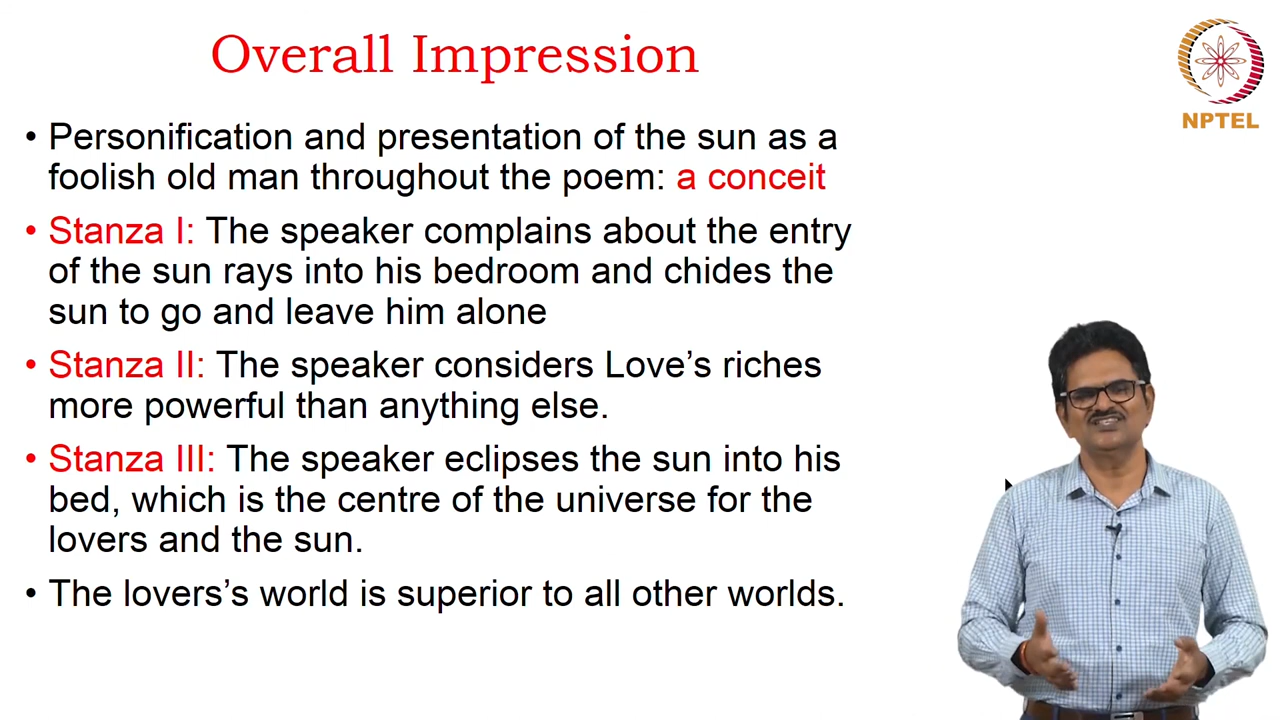 Overall Impression
NPTEL
• Personification and presentation of the sun as a
foolish old man throughout the poem: a conceit
• Stanza I: The speaker complains about the entry
of the sun rays into his bedroom and chides the
sun to go and leave him alone
• Stanza II: The speaker considers Love’s riches
more powerful than anything else.
• Stanza III: The speaker eclipses the sun into his
bed, which is the centre of the universe for the
lovers and the sun.
• The lovers’s world is superior to all other worlds.